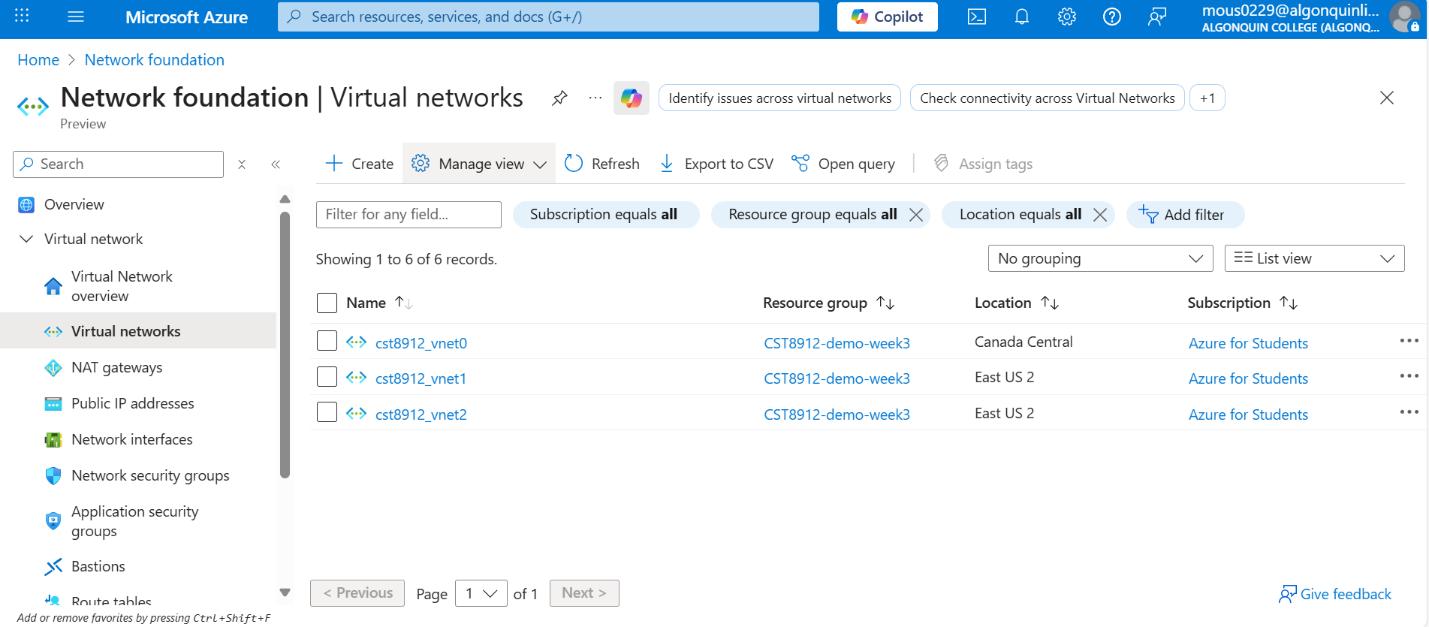 Microsoft Azure
Search resources, services, and docs (G+/)
Copilot
mous0229@algonquinli...
ALGONQUIN COLLEGE (ALGONQ...
Home > Network foundation
Network foundation | Virtual networks
Preview
Identify issues across virtual networks
Check connectivity across Virtual Networks
+1
Search
Overview
Virtual network
Virtual Network
overview
Virtual networks
NAT gateways
Public IP addresses
Network interfaces
Network security groups
Application security
groups
Bastions
Route tables
Add or remove favorites by pressing Ctrl+Shift+F
Create
Manage view
Refresh
Export to CSV
Open query
Assign tags
Filter for any field...
Subscription equals all
Resource group equals all
Location equals all
Add filter
Showing 1 to 6 of 6 records.
No grouping
List view
Name Resource group Location Subscription
cst8912_vnet0 CST8912-demo-week3 Canada Central Azure for Students
cst8912_vnet1 CST8912-demo-week3 East US 2 Azure for Students
cst8912_vnet2 CST8912-demo-week3 East US 2 Azure for Students
< Previous Page 1 of 1 Next >
Give feedback